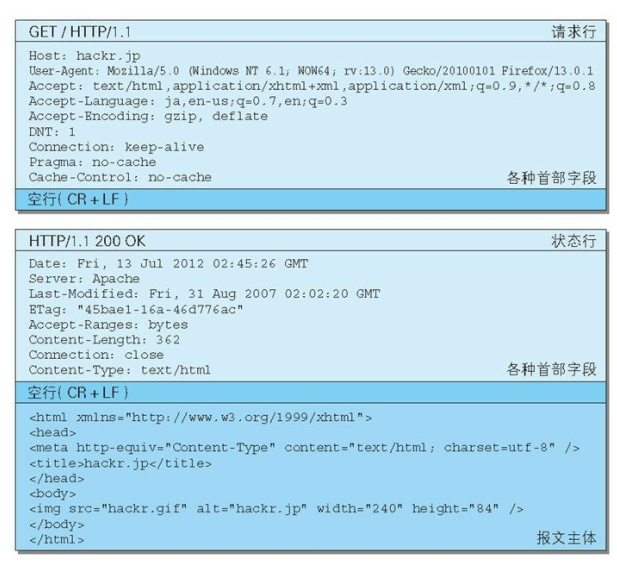 GET / HTTP/1.1 请求行
Host: hackr.jp
User-Agent: Mozilla/5.0 (Windows NT 6.1; WOW64; rv:13.0) Gecko/20100101 Firefox/13.0.1
Accept: text/html,application/xhtml+xml,application/xml;q=0.9,*/*;q=0.8
Accept-Language: ja,en-us;q=0.7,en;q=0.3
Accept-Encoding: gzip, deflate
DNT: 1
Connection: keep-alive
Pragma: no-cache
Cache-Control: no-cache 各种首部字段
空行( CR + LF )
HTTP/1.1 200 OK 状态行
Date: Fri, 13 Jul 2012 02:45:26 GMT
Server: Apache
Last-Modified: Fri, 31 Aug 2007 02:02:20 GMT
ETag: "45bae1-16a-46d776ac"
Accept-Ranges: bytes
Content-Length: 362
Connection: close
Content-Type: text/html 各种首部字段
空行( CR + LF )
<html xmlns="http://www.w3.org/1999/xhtml">
<head>
<meta http-equiv="Content-Type" content="text/html; charset=utf-8" />
<title>hackr.jp</title>
</head>
<body>
<img src="hackr.gif" alt="hackr.jp" width="240" height="84" />
</body>
</html> 报文主体